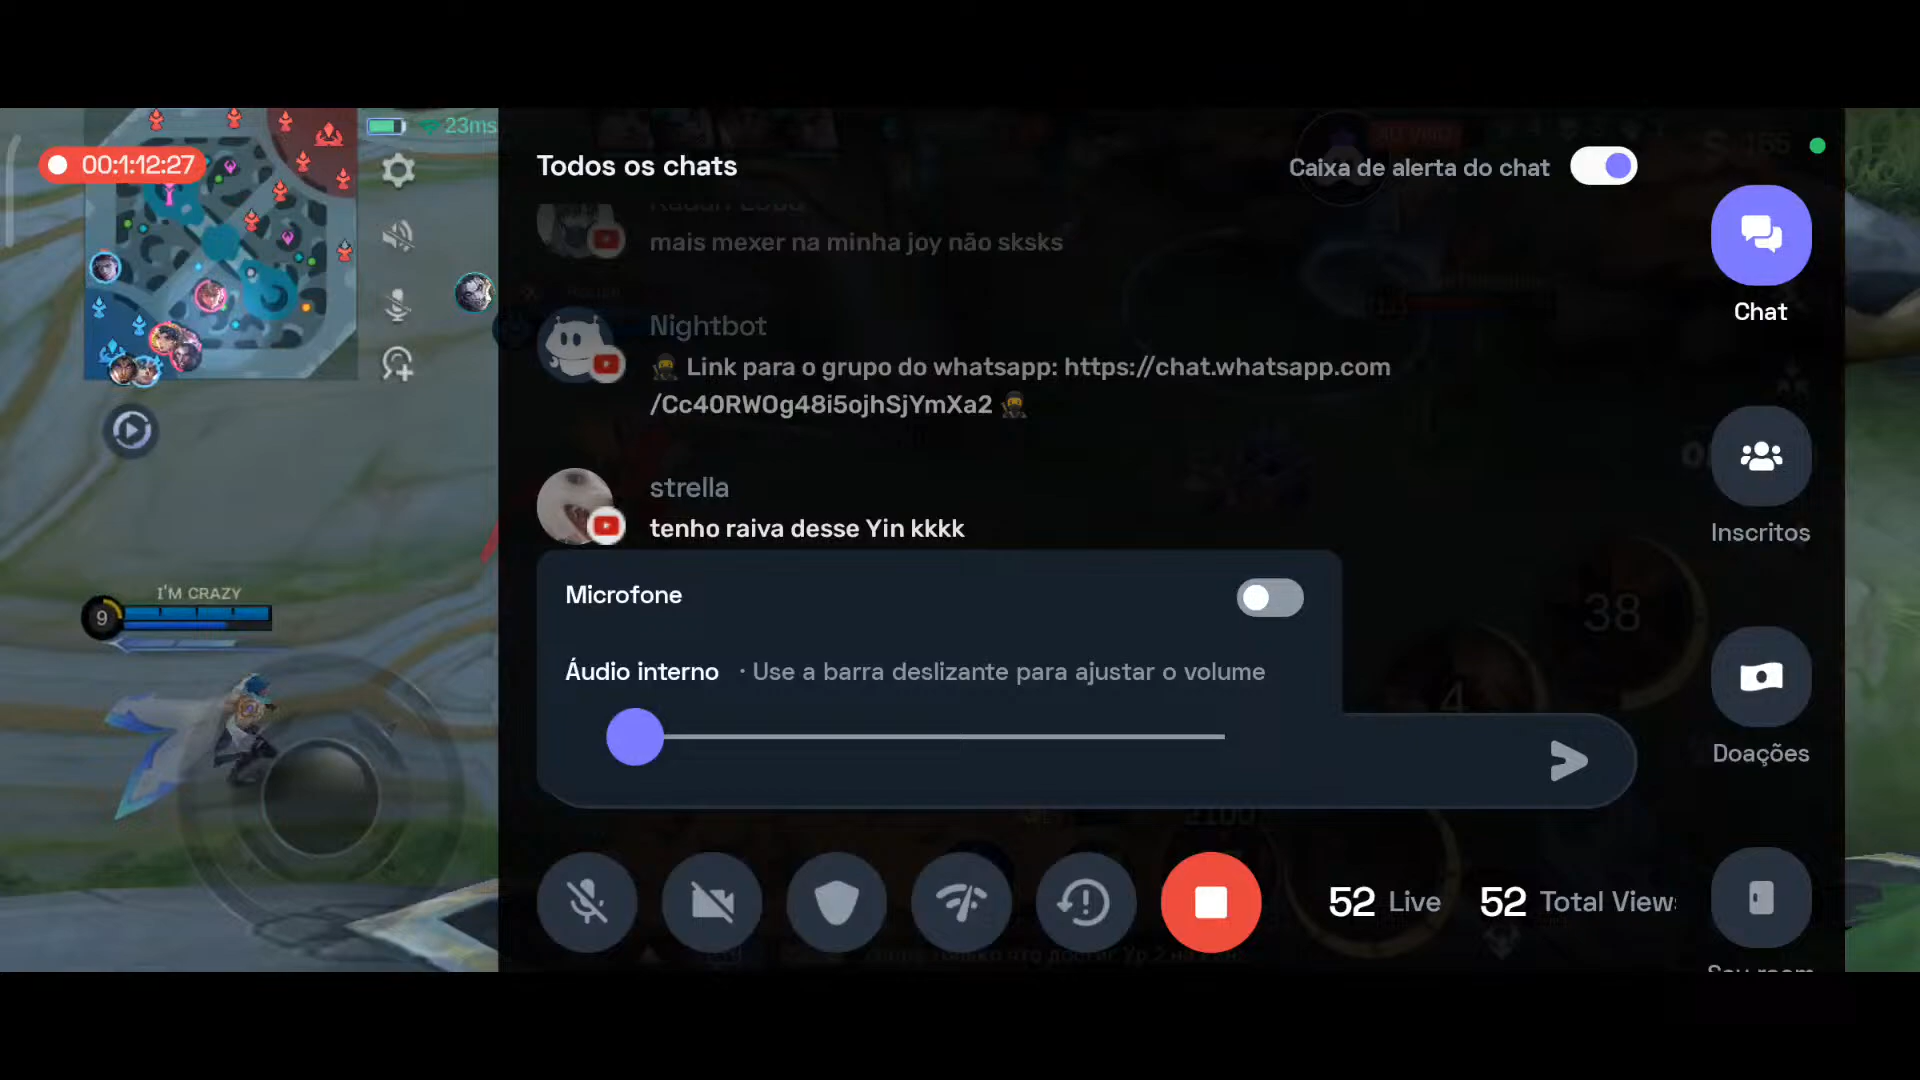 23ms
00:1:12:27
Todos os chats
Caixa de alerta do chat
mais mexer na minha joy não sksks
Chat
Nightbot
🥷 Link para o grupo do whatsapp: https://chat.whatsapp.com
/Cc40RWOg48i5ojhSjYmXa2 🥷
strella
tenho raiva desse Yin kkkk
Inscritos
Microfone
I'M CRAZY
9
38
Áudio interno · Use a barra deslizante para ajustar o volume
4
Doações
52 Live
52 Total View